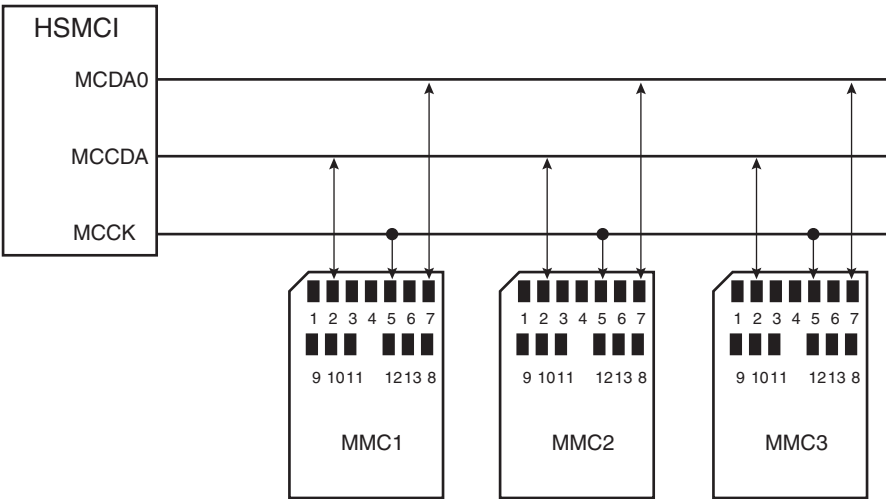 HSMCI
MCDA0
MCCDA
MCCK
1 2 3 4 5 6 7 1 2 3 4 5 6 7 1 2 3 4 5 6 7
9 10 11 12 13 8 9 10 11 12 13 8 9 10 11 12 13 8
MMC1 MMC2 MMC3